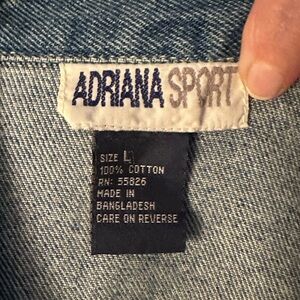 ADRIANA SPORT
SIZE L
100% COTTON
RN: 55826
MADE IN
BANGLADESH
CARE ON REVERSE